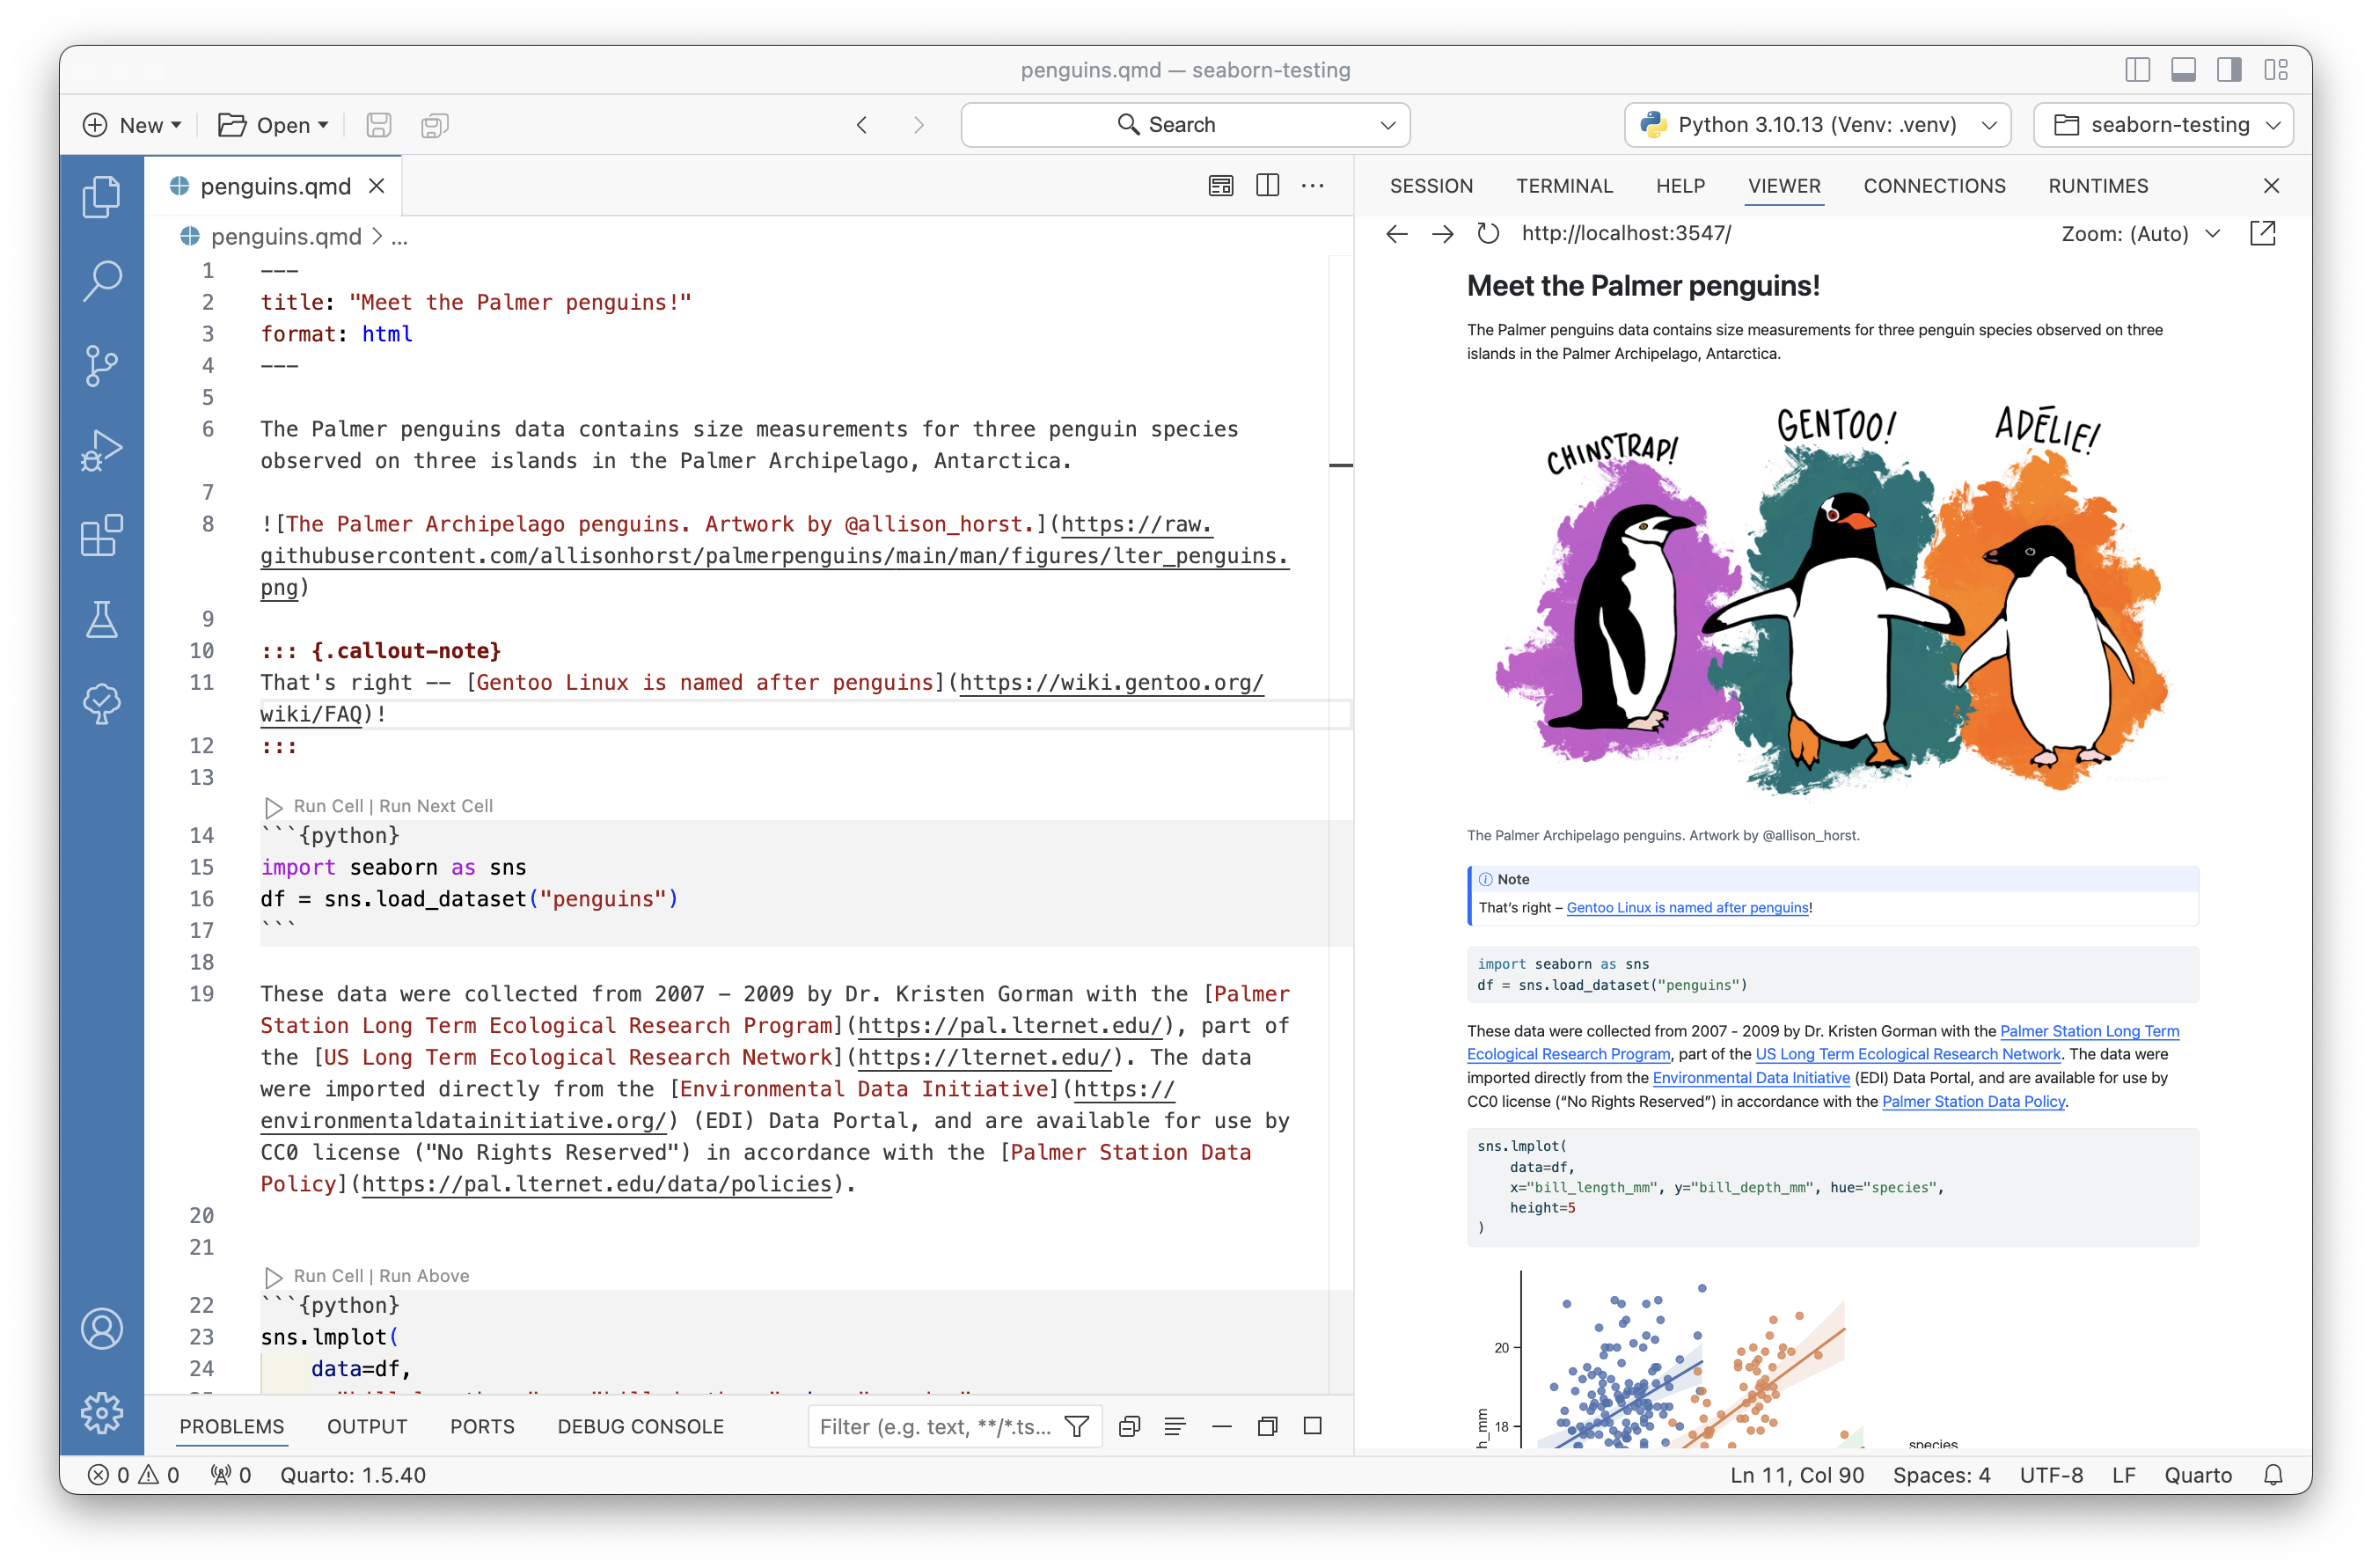 penguins.qmd — seaborn-testing
New
Open
Search
Python 3.10.13 (Venv: .venv)
seaborn-testing
penguins.qmd
penguins.qmd > ...
1 ---
2 title: "Meet the Palmer penguins!"
3 format: html
4 ---
5
6 The Palmer penguins data contains size measurements for three penguin species
observed on three islands in the Palmer Archipelago, Antarctica.
7
8 ![The Palmer Archipelago penguins. Artwork by @allison_horst.](https://raw.
githubusercontent.com/allisonhorst/palmerpenguins/main/man/figures/lter_penguins.
png)
9
10 ::: {.callout-note}
11 That's right -- [Gentoo Linux is named after penguins](https://wiki.gentoo.org/
wiki/FAQ)!
12 :::
13
Run Cell | Run Next Cell
14 ```{python}
15 import seaborn as sns
16 df = sns.load_dataset("penguins")
17 ```
18
19 These data were collected from 2007 - 2009 by Dr. Kristen Gorman with the [Palmer
Station Long Term Ecological Research Program](https://pal.lternet.edu/), part of
the [US Long Term Ecological Research Network](https://lternet.edu/). The data
were imported directly from the [Environmental Data Initiative](https://
environmentaldatainitiative.org/) (EDI) Data Portal, and are available for use by
CC0 license ("No Rights Reserved") in accordance with the [Palmer Station Data
Policy](https://pal.lternet.edu/data/policies).
20
21
Run Cell | Run Above
22 ```{python}
23 sns.lmplot(
24 data=df,
PROBLEMS
OUTPUT
PORTS
DEBUG CONSOLE
Filter (e.g. text, **/*.ts...
SESSION
TERMINAL
HELP
VIEWER
CONNECTIONS
RUNTIMES
http://localhost:3547/
Zoom: (Auto)
Meet the Palmer penguins!
The Palmer penguins data contains size measurements for three penguin species observed on three
islands in the Palmer Archipelago, Antarctica.
CHINSTRAP!
GENTOO!
ADÉLIE!
The Palmer Archipelago penguins. Artwork by @allison_horst.
Note
That's right – Gentoo Linux is named after penguins!
import seaborn as sns
df = sns.load_dataset("penguins")
These data were collected from 2007 - 2009 by Dr. Kristen Gorman with the Palmer Station Long Term
Ecological Research Program, part of the US Long Term Ecological Research Network. The data were
imported directly from the Environmental Data Initiative (EDI) Data Portal, and are available for use by
CC0 license (“No Rights Reserved”) in accordance with the Palmer Station Data Policy.
sns.lmplot(
data=df,
x="bill_length_mm", y="bill_depth_mm", hue="species",
height=5
)
20
18
h_mm
species
0 0
0
Quarto: 1.5.40
Ln 11, Col 90
Spaces: 4
UTF-8
LF
Quarto